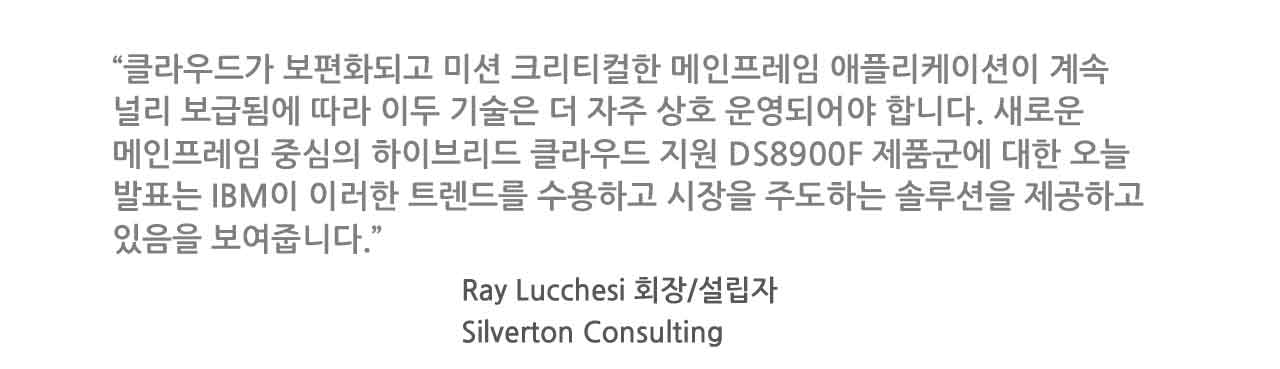 “클라우드가 보편화되고 미션 크리티컬한 메인프레임 애플리케이션이 계속
널리 보급됨에 따라 이두 기술은 더 자주 상호 운영되어야 합니다. 새로운
메인프레임 중심의 하이브리드 클라우드 지원 DS8900F 제품군에 대한 오늘
발표는 IBM이 이러한 트렌드를 수용하고 시장을 주도하는 솔루션을 제공하고
있음을 보여줍니다.”
Ray Lucchesi 회장/설립자
Silverton Consulting